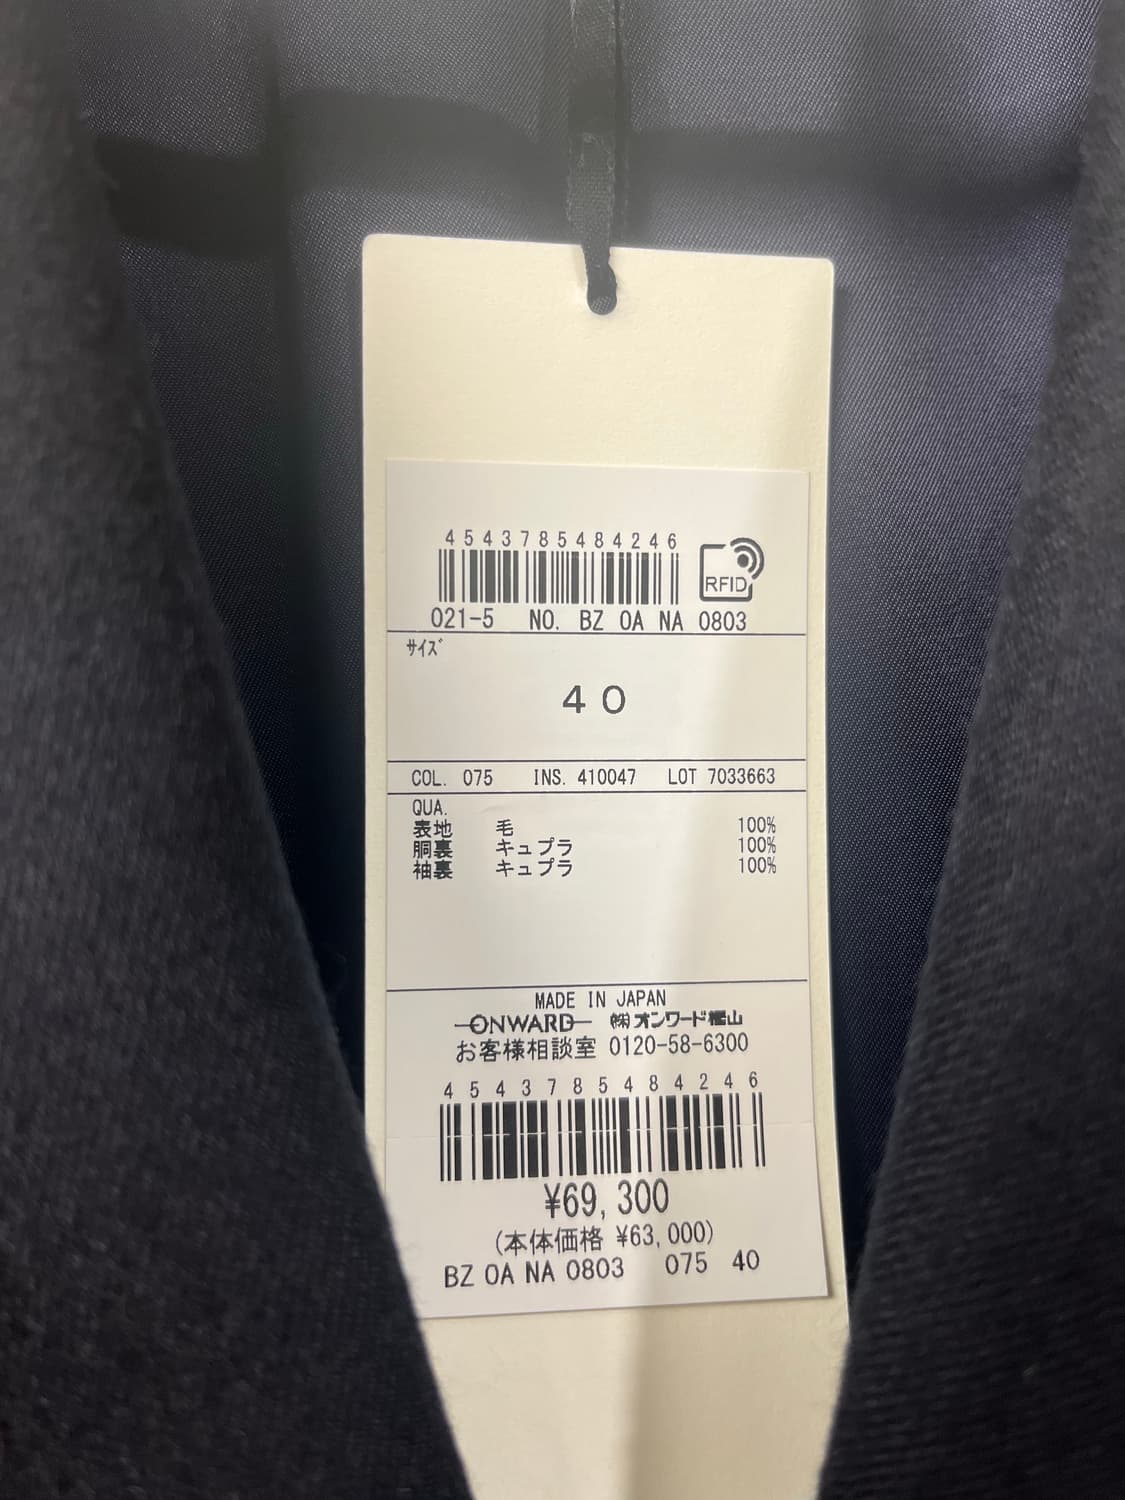 4543785484246
RFID
021-5 NO. BZ OA NA 0803
サイズ
40
COL. 075 INS. 410047 LOT 7033663
QUA.
表地 毛 100%
胴裏 キュプラ 100%
袖裏 キュプラ 100%
MADE IN JAPAN
ONWARD ㈱オンワード樫山
お客様相談室 0120-58-6300
4543785484246
¥69,300
(本体価格 ¥63,000)
BZ OA NA 0803 075 40